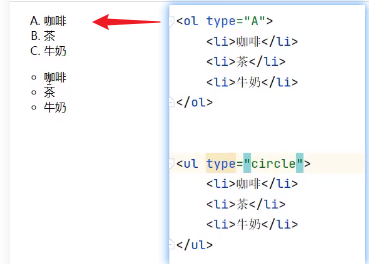 A. 咖啡
B. 茶
C. 牛奶
咖啡
茶
牛奶
<ol type="A">
<li>咖啡</li>
<li>茶</li>
<li>牛奶</li>
</ol>
<ul type="circle">
<li>咖啡</li>
<li>茶</li>
<li>牛奶</li>
</ul>